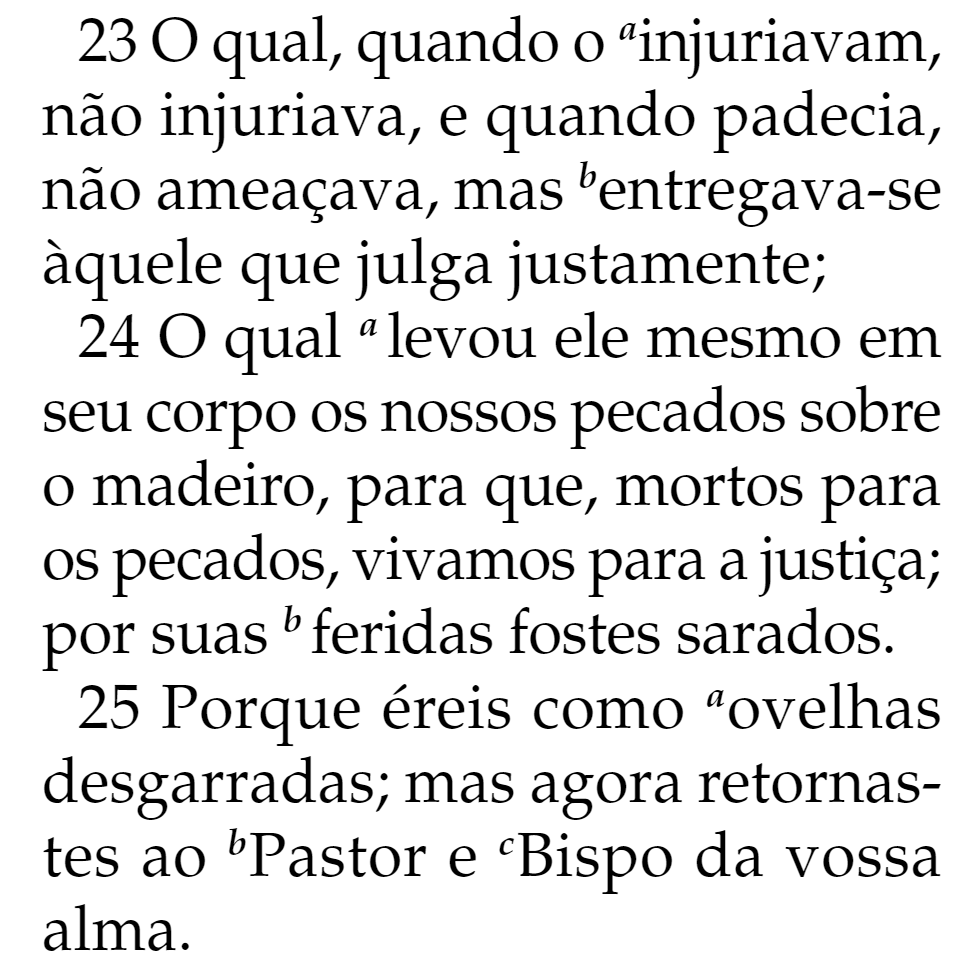 23 O qual, quando o ᵃinjuriavam,
não injuriava, e quando padecia,
não ameaçava, mas ᵇentregava-se
àquele que julga justamente;
24 O qual ᵃ levou ele mesmo em
seu corpo os nossos pecados sobre
o madeiro, para que, mortos para
os pecados, vivamos para a justiça;
por suas ᵇ feridas fostes sarados.
25 Porque éreis como ᵃovelhas
desgarradas; mas agora retornas-
tes ao ᵇPastor e ᶜBispo da vossa
alma.